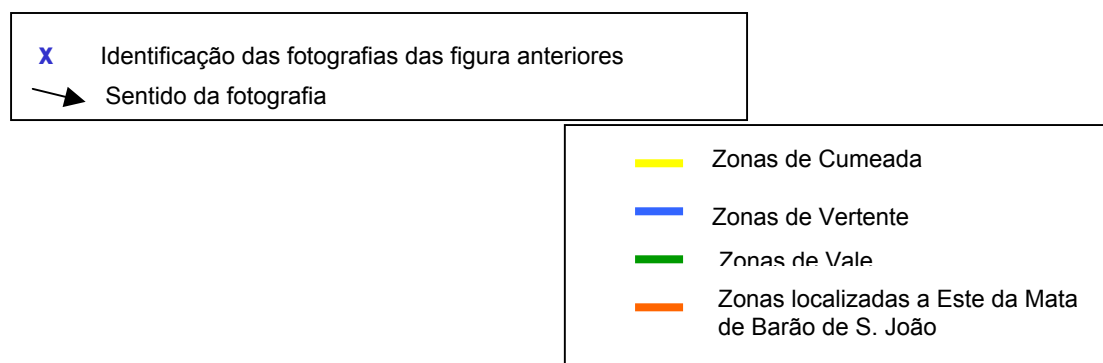 X Identificação das fotografias das figura anteriores
Sentido da fotografia
Zonas de Cumeada
Zonas de Vertente
Zonas de Vale
Zonas localizadas a Este da Mata
de Barão de S. João